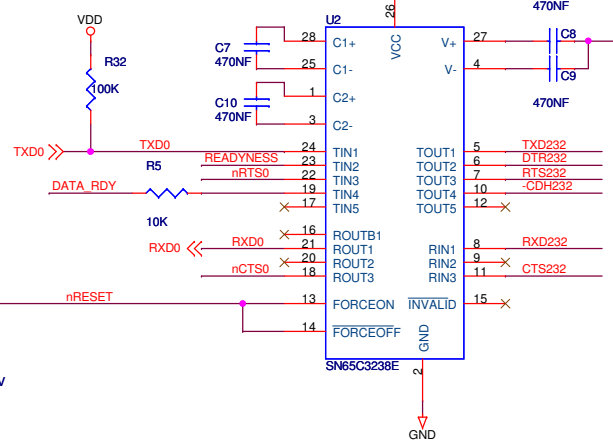 470NF
VDD
U2
26
C7
470NF
28
C1+
VCC
V+
27
C8
R32
100K
25
C1-
V-
4
C9
C10
470NF
1
C2+
470NF
3
C2-
TXD0
TXD0
24
TIN1
TOUT1
5
TXD232
READYNESS
23
TIN2
TOUT2
6
DTR232
R5
nRTS0
22
TIN3
TOUT3
7
RTS232
DATA_RDY
19
TIN4
TOUT4
10
-CDH232
10K
17
TIN5
TOUT5
12
16
ROUTB1
RXD0
RXD0
21
ROUT1
RIN1
8
RXD232
20
ROUT2
RIN2
9
nCTS0
18
ROUT3
RIN3
11
CTS232
nRESET
13
FORCEON
INVALID
15
14
FORCEOFF
GND
SN65C3238E
2
V
GND